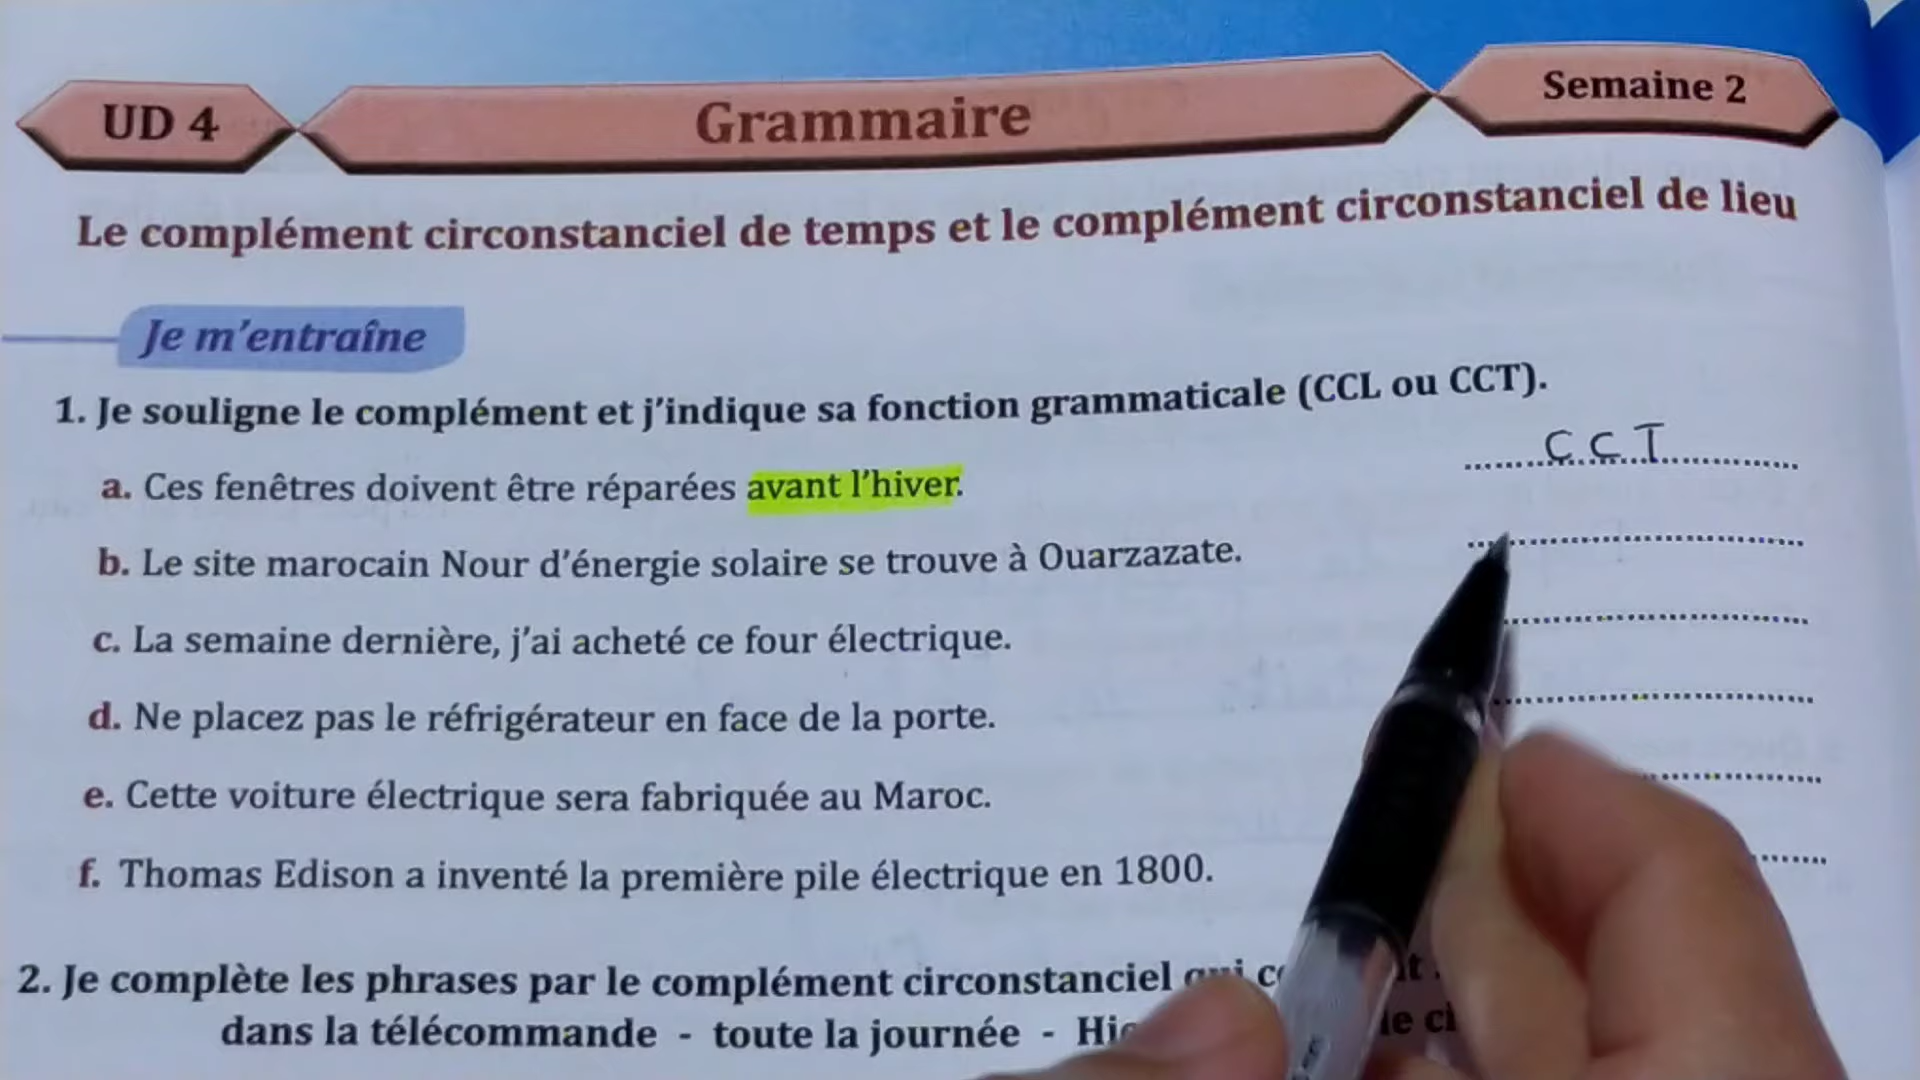 UD 4
Grammaire
Semaine 2
Le complément circonstanciel de temps et le complément circonstanciel de lieu
Je m'entraîne
1. Je souligne le complément et j'indique sa fonction grammaticale (CCL ou CCT).
a. Ces fenêtres doivent être réparées avant l'hiver. ......C.C.T..........
b. Le site marocain Nour d'énergie solaire se trouve à Ouarzazate.
c. La semaine dernière, j'ai acheté ce four électrique.
d. Ne placez pas le réfrigérateur en face de la porte.
e. Cette voiture électrique sera fabriquée au Maroc.
f. Thomas Edison a inventé la première pile électrique en 1800.
2. Je complète les phrases par le complément circonstanciel qui
dans la télécommande - toute la journée -